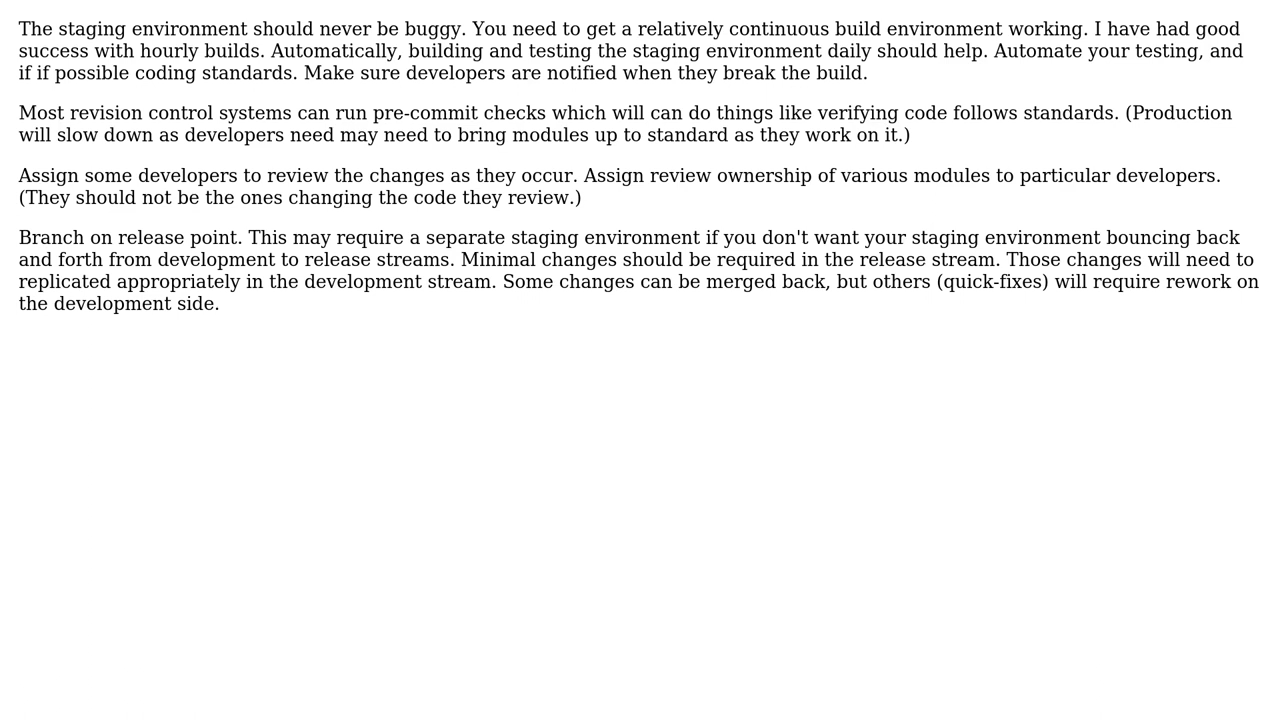 The staging environment should never be buggy. You need to get a relatively continuous build environment working. I have had good
success with hourly builds. Automatically, building and testing the staging environment daily should help. Automate your testing, and
if if possible coding standards. Make sure developers are notified when they break the build.
Most revision control systems can run pre-commit checks which will can do things like verifying code follows standards. (Production
will slow down as developers need may need to bring modules up to standard as they work on it.)
Assign some developers to review the changes as they occur. Assign review ownership of various modules to particular developers.
(They should not be the ones changing the code they review.)
Branch on release point. This may require a separate staging environment if you don't want your staging environment bouncing back
and forth from development to release streams. Minimal changes should be required in the release stream. Those changes will need to
replicated appropriately in the development stream. Some changes can be merged back, but others (quick-fixes) will require rework on
the development side.